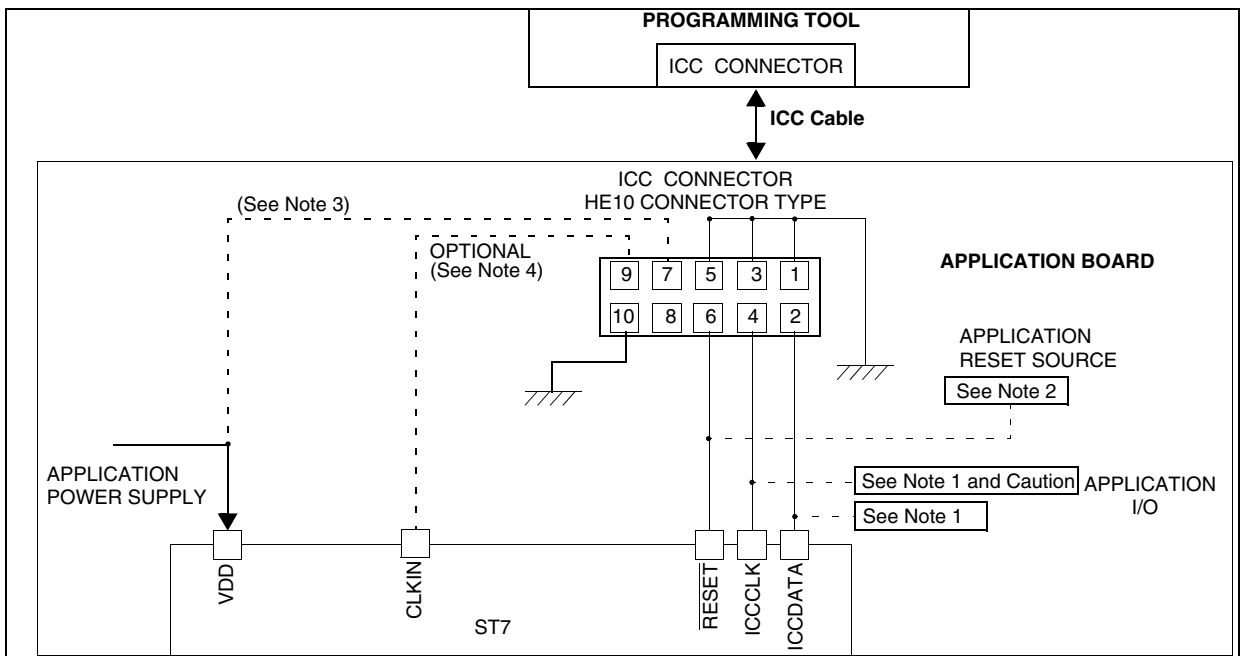 PROGRAMMING TOOL
ICC CONNECTOR
ICC Cable
ICC CONNECTOR
HE10 CONNECTOR TYPE
(See Note 3)
OPTIONAL
(See Note 4)
9 7 5 3 1
10 8 6 4 2
APPLICATION BOARD
APPLICATION
RESET SOURCE
See Note 2
APPLICATION
POWER SUPPLY
See Note 1 and Caution
APPLICATION
I/O
See Note 1
VDD
CLKIN
RESET
ICCCLK
ICCDATA
ST7